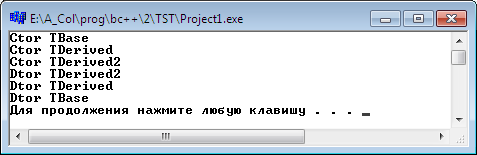 E:\A_Col\prog\bc++\2\TST\Project1.exe
Ctor TBase
Ctor TDerived
Ctor TDerived2
Dtor TDerived2
Dtor TDerived
Dtor TBase
Для продолжения нажмите любую клавишу . . .